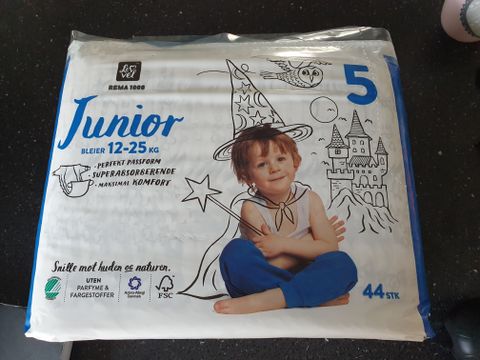 REMA 1000
5
Junior
BLEIER 12-25 KG
• PERFEKT PASSFORM
• SUPERABSORBERENDE
• MAKSIMAL KOMFORT
Snille mot huden og naturen.
UTEN
PARFYME &
FARGESTOFFER
FSC
44 STK